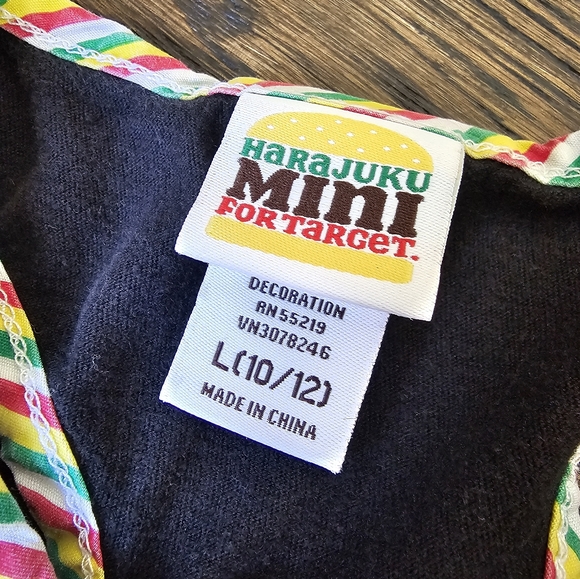 HaRaJUKU
MINI
FOR TaRGeT.
DECORATION
RN 55219
VN3078246
L(10/12)
MADE IN CHINA